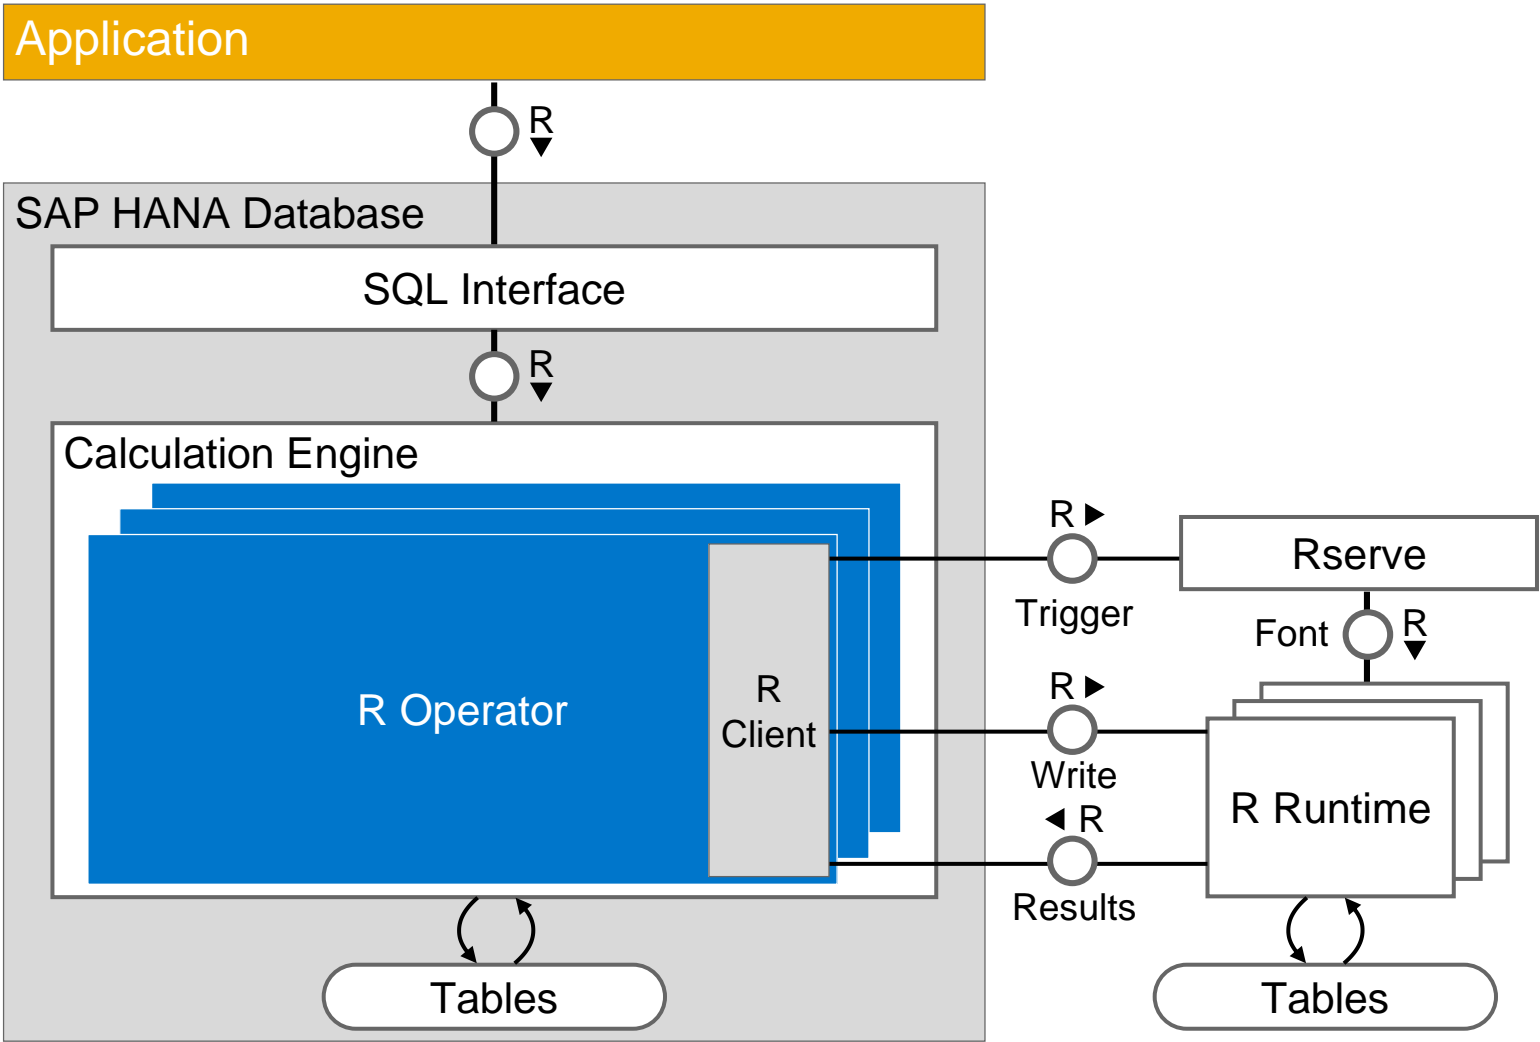 Application
R
SAP HANA Database
SQL Interface
R
Calculation Engine
R Operator
R
Client
R
Trigger
Rserve
Font
R
R
Write
R
Results
R Runtime
Tables
Tables